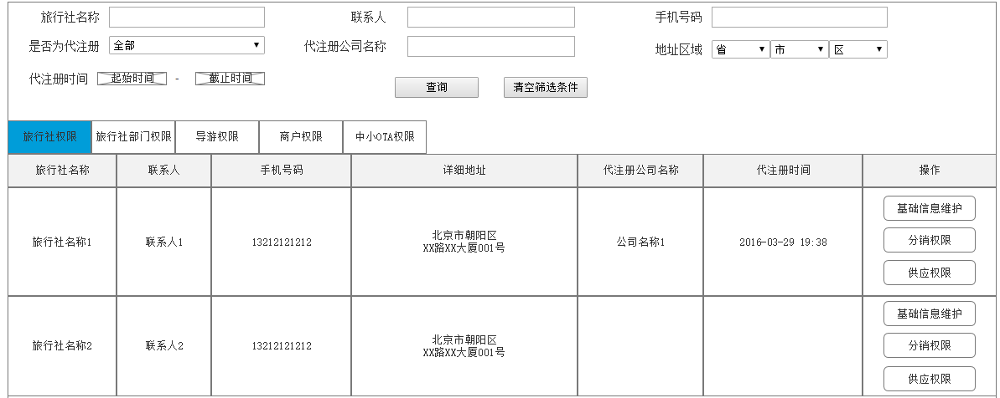 旅行社名称 联系人 手机号码
是否为代注册 全部 代注册公司名称 地址区域 省 市 区
代注册时间 起始时间 - 截止时间 查询 清空筛选条件
旅行社权限 旅行社部门权限 导游权限 商户权限 中小OTA权限
旅行社名称 联系人 手机号码 详细地址 代注册公司名称 代注册时间 操作
基础信息维护
旅行社名称1 联系人1 13212121212 北京市朝阳区 公司名称1 2016-03-29 19:38 分销权限
XX路XX大厦001号
供应权限
基础信息维护
旅行社名称2 联系人2 13212121212 北京市朝阳区 分销权限
XX路XX大厦001号
供应权限